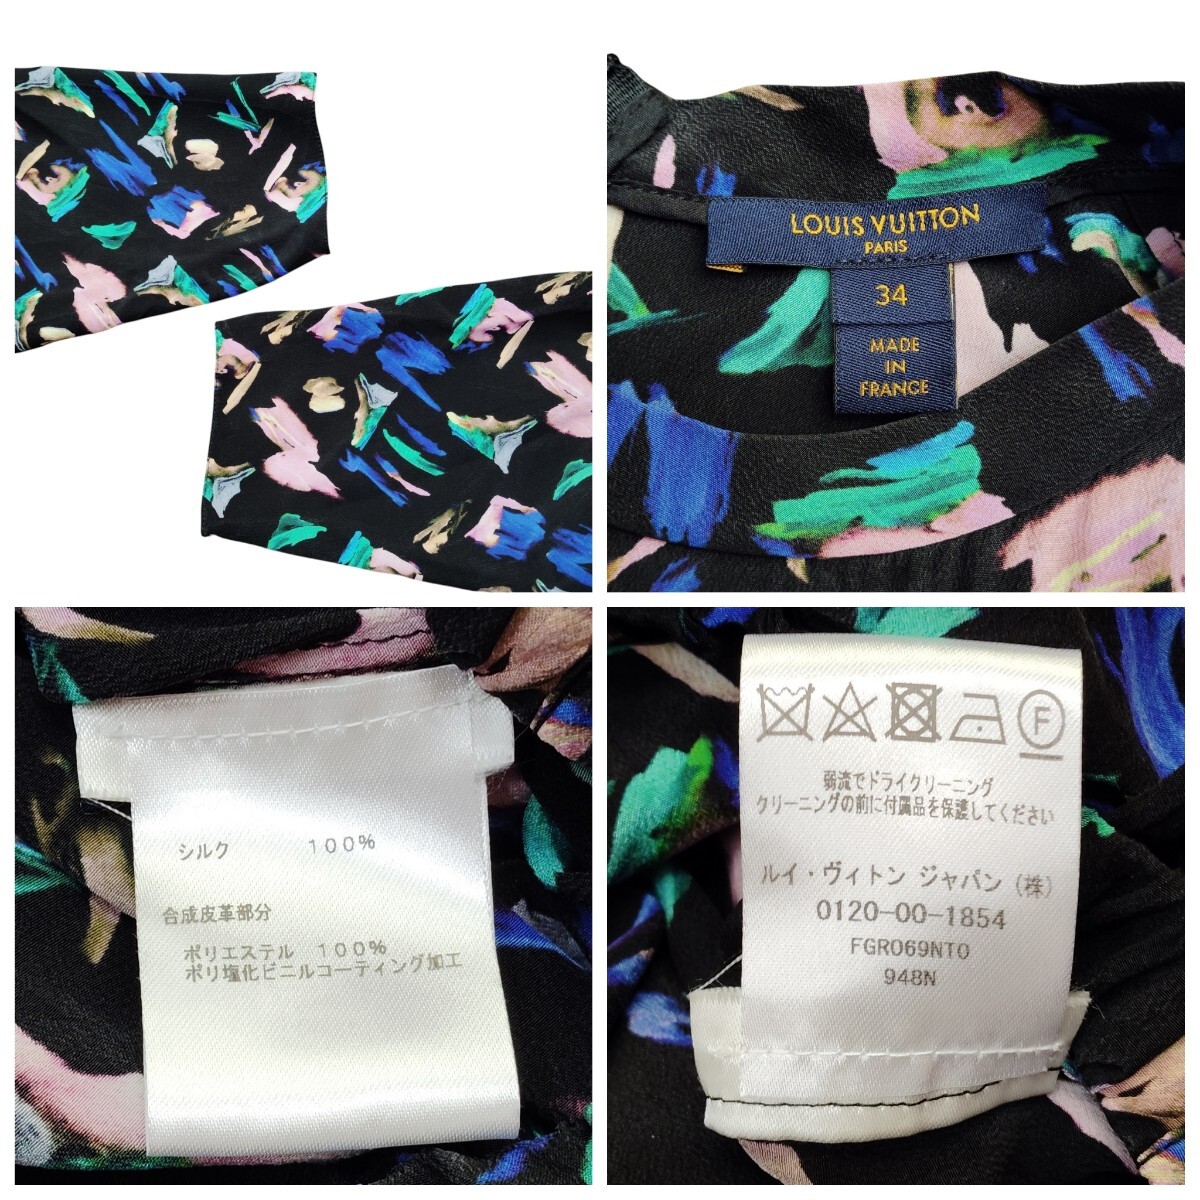 LOUIS VUITTON
PARIS
34
MADE
IN
FRANCE
シルク 100%
合成皮革部分
ポリエステル 100%
ポリ塩化ビニルコーティング加工
F
弱流でドライクリーニング
クリーニングの前に付属品を保護してください
ルイ・ヴィトン ジャパン (株)
0120-00-1854
FGRO69NTO
948N